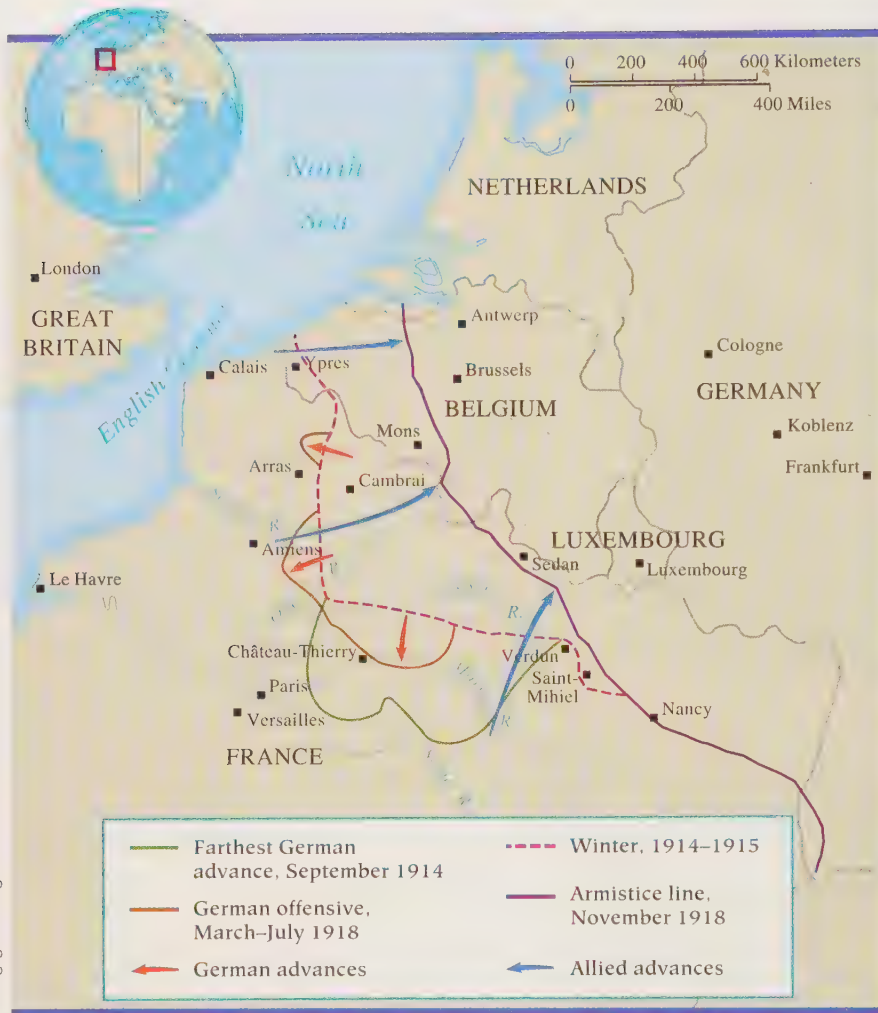 0 200 400 600 Kilometers
0 200 400 Miles
North
Sea
NETHERLANDS
London
GREAT
BRITAIN
English
Antwerp
Cologne
Calais
Ypres
Brussels
GERMANY
BELGIUM
Koblenz
Mons
Frankfurt
Arras
Cambrai
R.
Amiens
LUXEMBOURG
Sedan
Luxembourg
Le Havre
R.
Château-Thierry
Verdun
Saint-
Mihiel
Paris
Versailles
R
Nancy
FRANCE
Farthest German
advance, September 1914
German offensive,
March–July 1918
German advances
Winter, 1914–1915
Armistice line,
November 1918
Allied advances